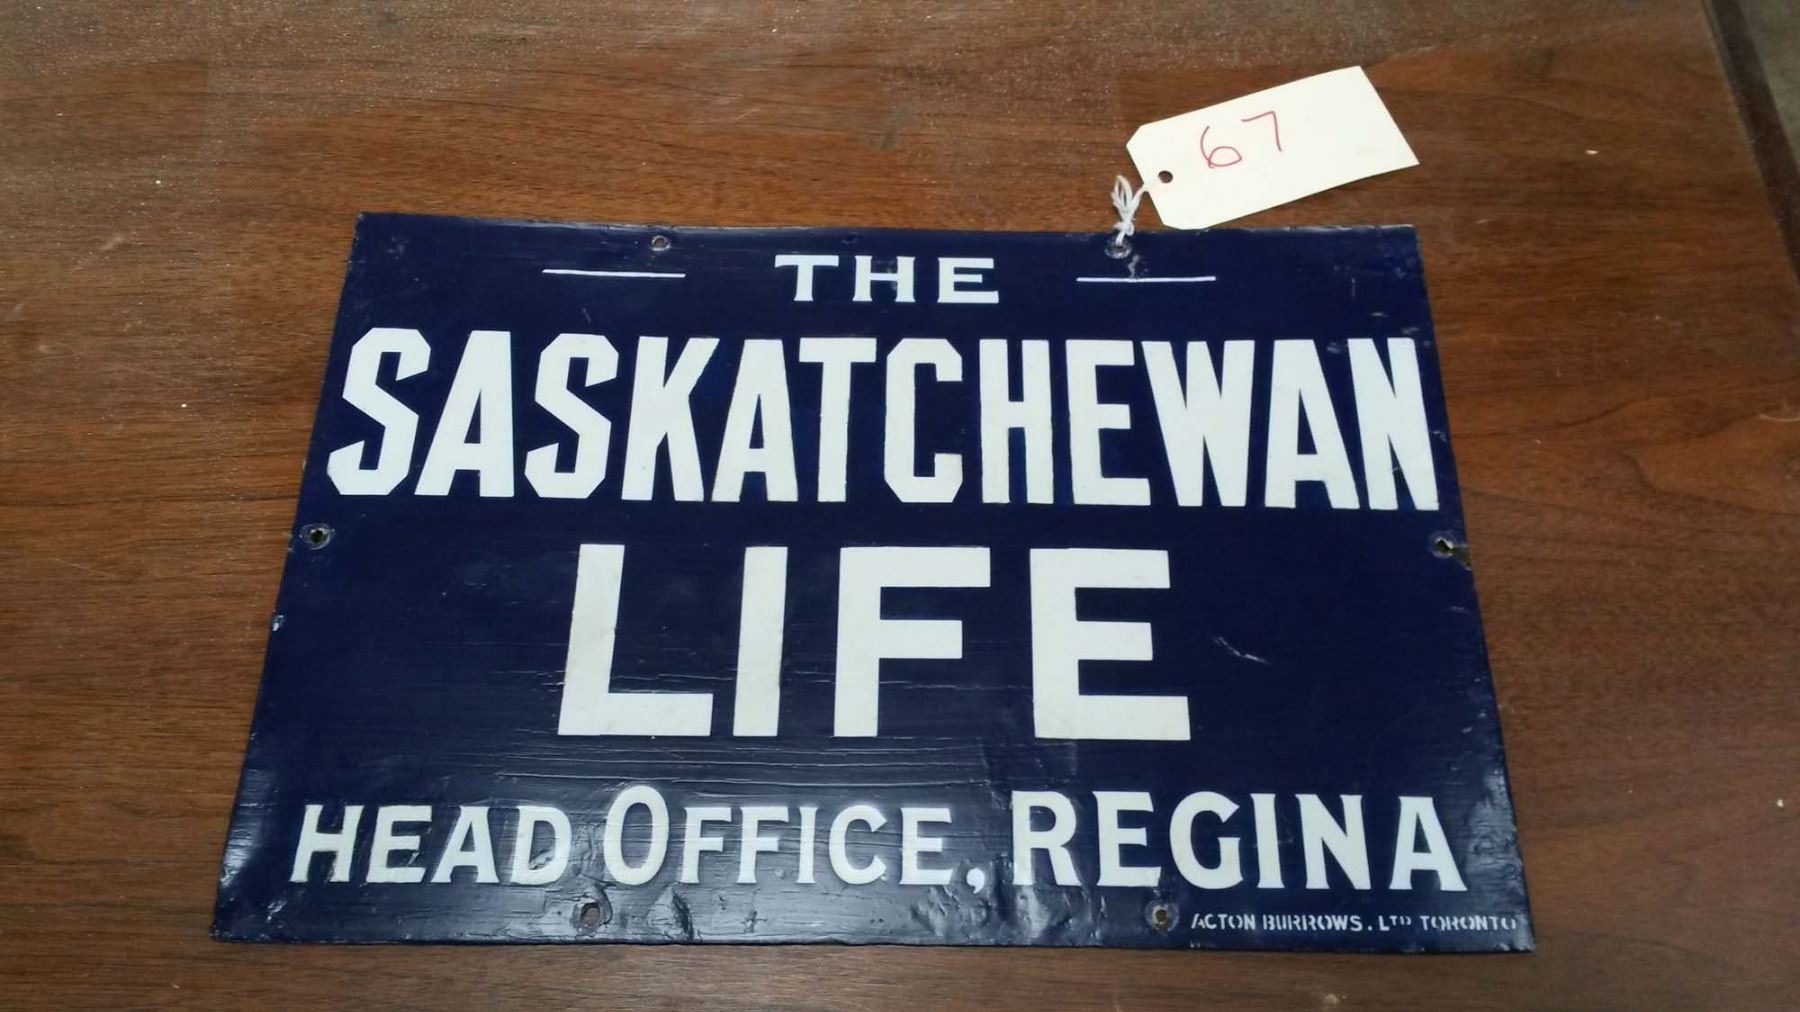 67
THE
SASKATCHEWAN
LIFE
HEAD OFFICE, REGINA
ACTON BURROWS. LTD TORONTO